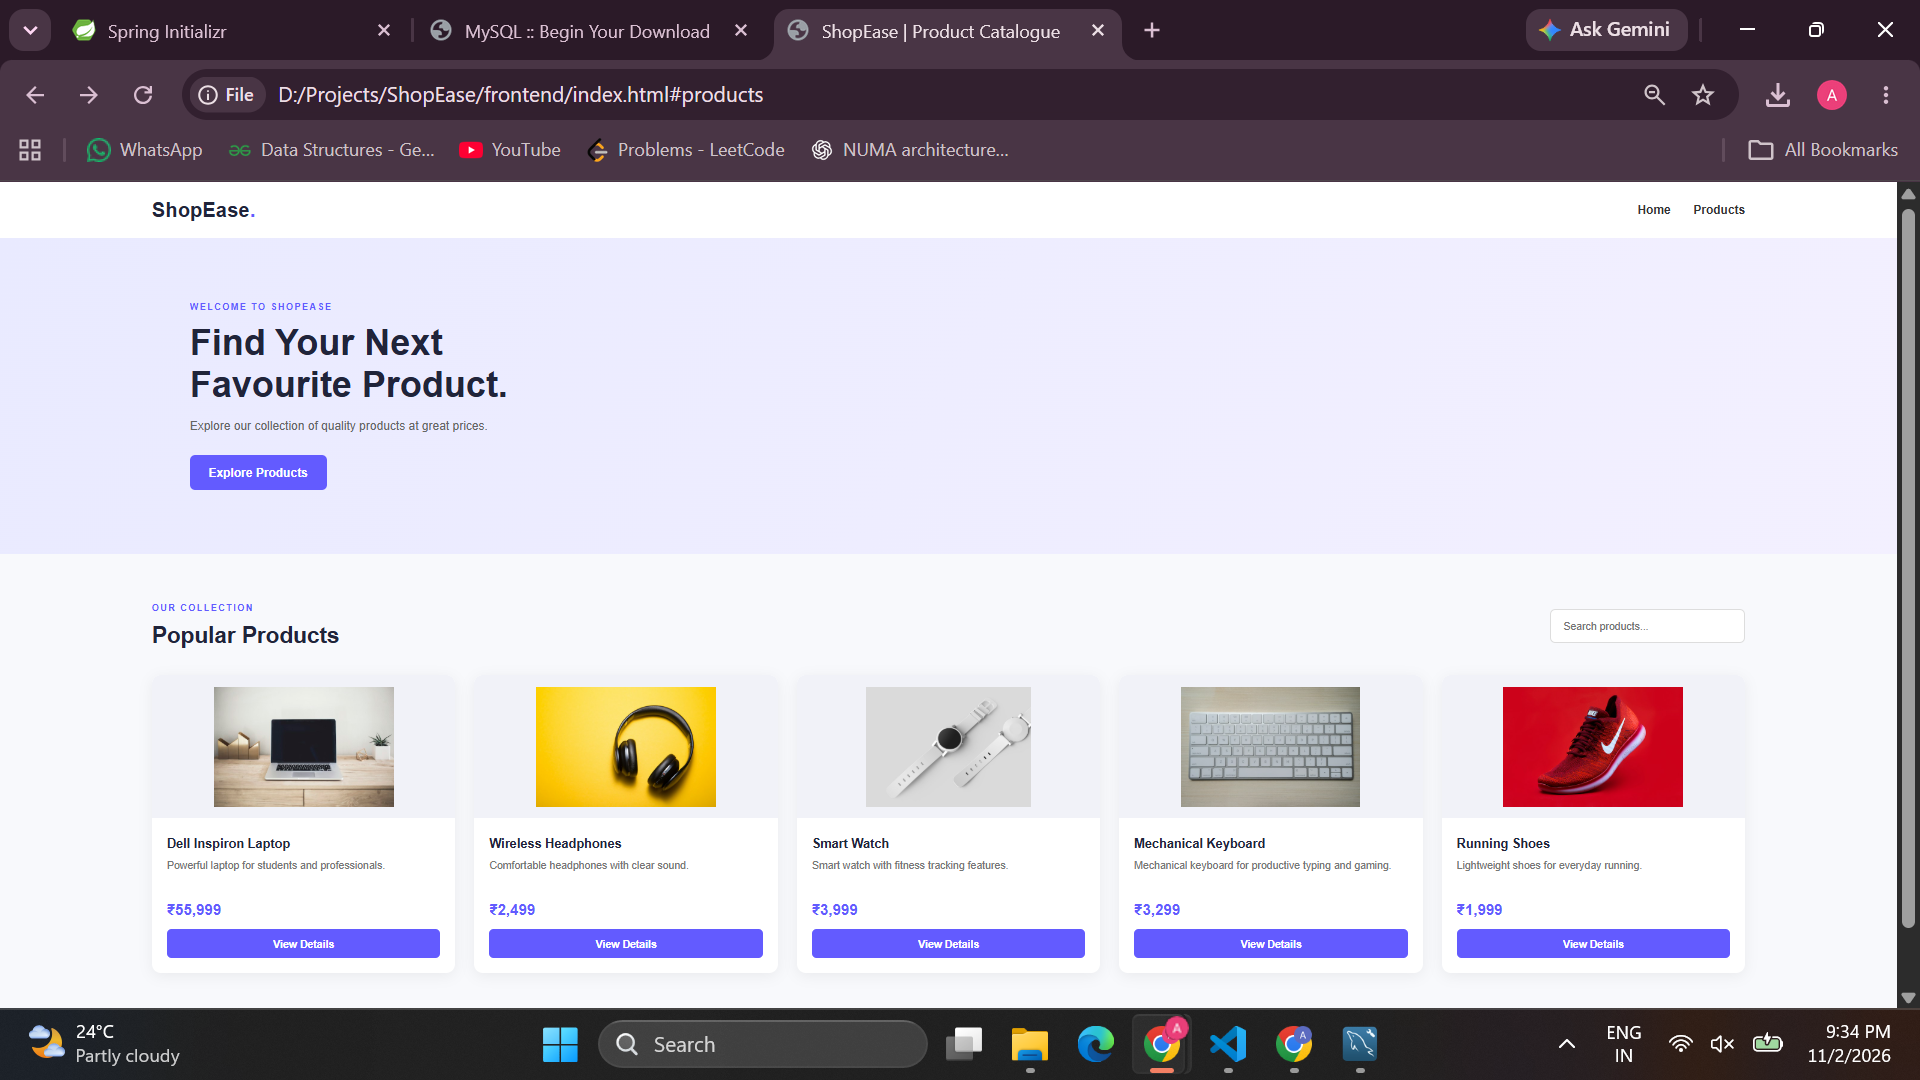 Spring Initializr
MySQL :: Begin Your Download
ShopEase | Product Catalogue
Ask Gemini
File
D:/Projects/ShopEase/frontend/index.html#products
A
WhatsApp
Data Structures - Ge...
YouTube
Problems - LeetCode
NUMA architecture...
All Bookmarks
ShopEase.
Home
Products
WELCOME TO SHOPEASE
Find Your Next
Favourite Product.
Explore our collection of quality products at great prices.
Explore Products
OUR COLLECTION
Popular Products
Search products...
Dell Inspiron Laptop
Powerful laptop for students and professionals.
₹55,999
View Details
Wireless Headphones
Comfortable headphones with clear sound.
₹2,499
View Details
Smart Watch
Smart watch with fitness tracking features.
₹3,999
View Details
Mechanical Keyboard
Mechanical keyboard for productive typing and gaming.
₹3,299
View Details
Running Shoes
Lightweight shoes for everyday running.
₹1,999
View Details
24°C
Partly cloudy
Search
A
A
ENG
IN
9:34 PM
11/2/2026